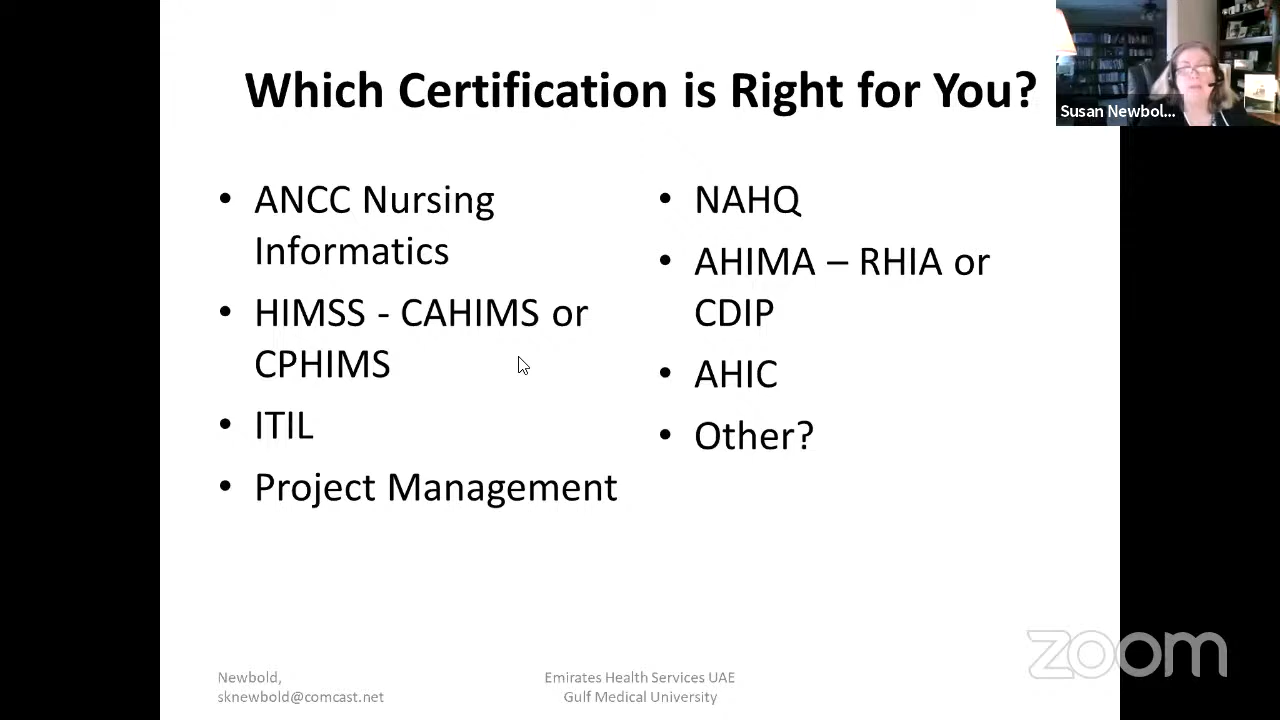 Which Certification is Right for You?
Susan Newbol...
• ANCC Nursing
Informatics
• HIMSS - CAHIMS or
CPHIMS
• ITIL
• Project Management
• NAHQ
• AHIMA – RHIA or
CDIP
• AHIC
• Other?
Newbold,
sknewbold@comcast.net
Emirates Health Services UAE
Gulf Medical University
zoom